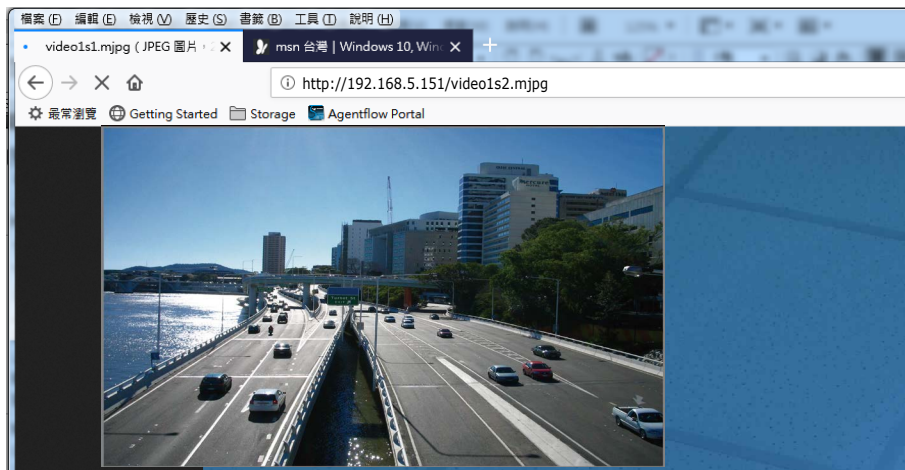 檔案(F) 編輯(E) 檢視(V) 歷史(S) 書籤(B) 工具(T) 說明(H)
video1s1.mjpg ( JPEG 圖片， msn 台灣 | Windows 10, Win
http://192.168.5.151/video1s2.mjpg
最常瀏覽 Getting Started Storage Agentflow Portal